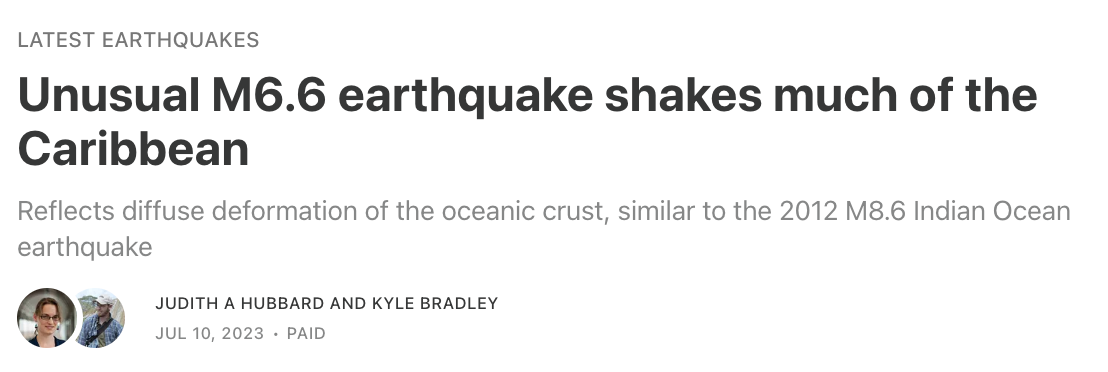 LATEST EARTHQUAKES
Unusual M6.6 earthquake shakes much of the
Caribbean
Reflects diffuse deformation of the oceanic crust, similar to the 2012 M8.6 Indian Ocean
earthquake
JUDITH A HUBBARD AND KYLE BRADLEY
JUL 10, 2023 · PAID